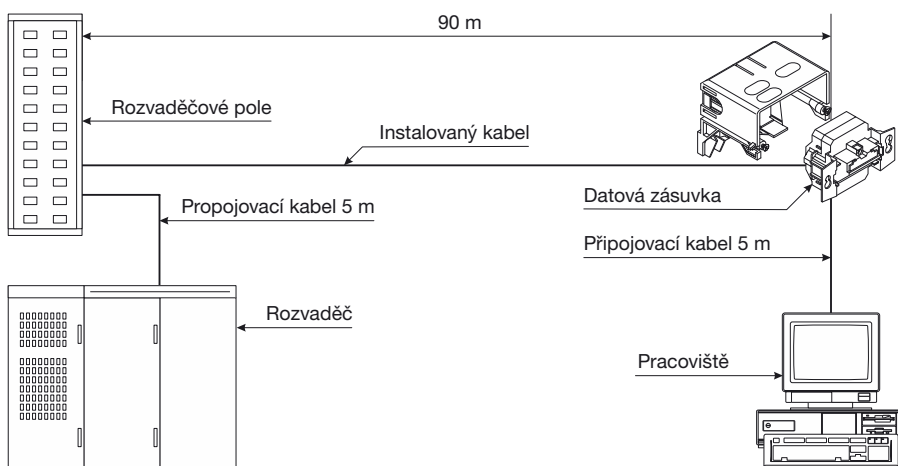 90 m
Rozvaděčové pole
Instalovaný kabel
Datová zásuvka
Propojovací kabel 5 m
Připojovací kabel 5 m
Rozvaděč
Pracoviště